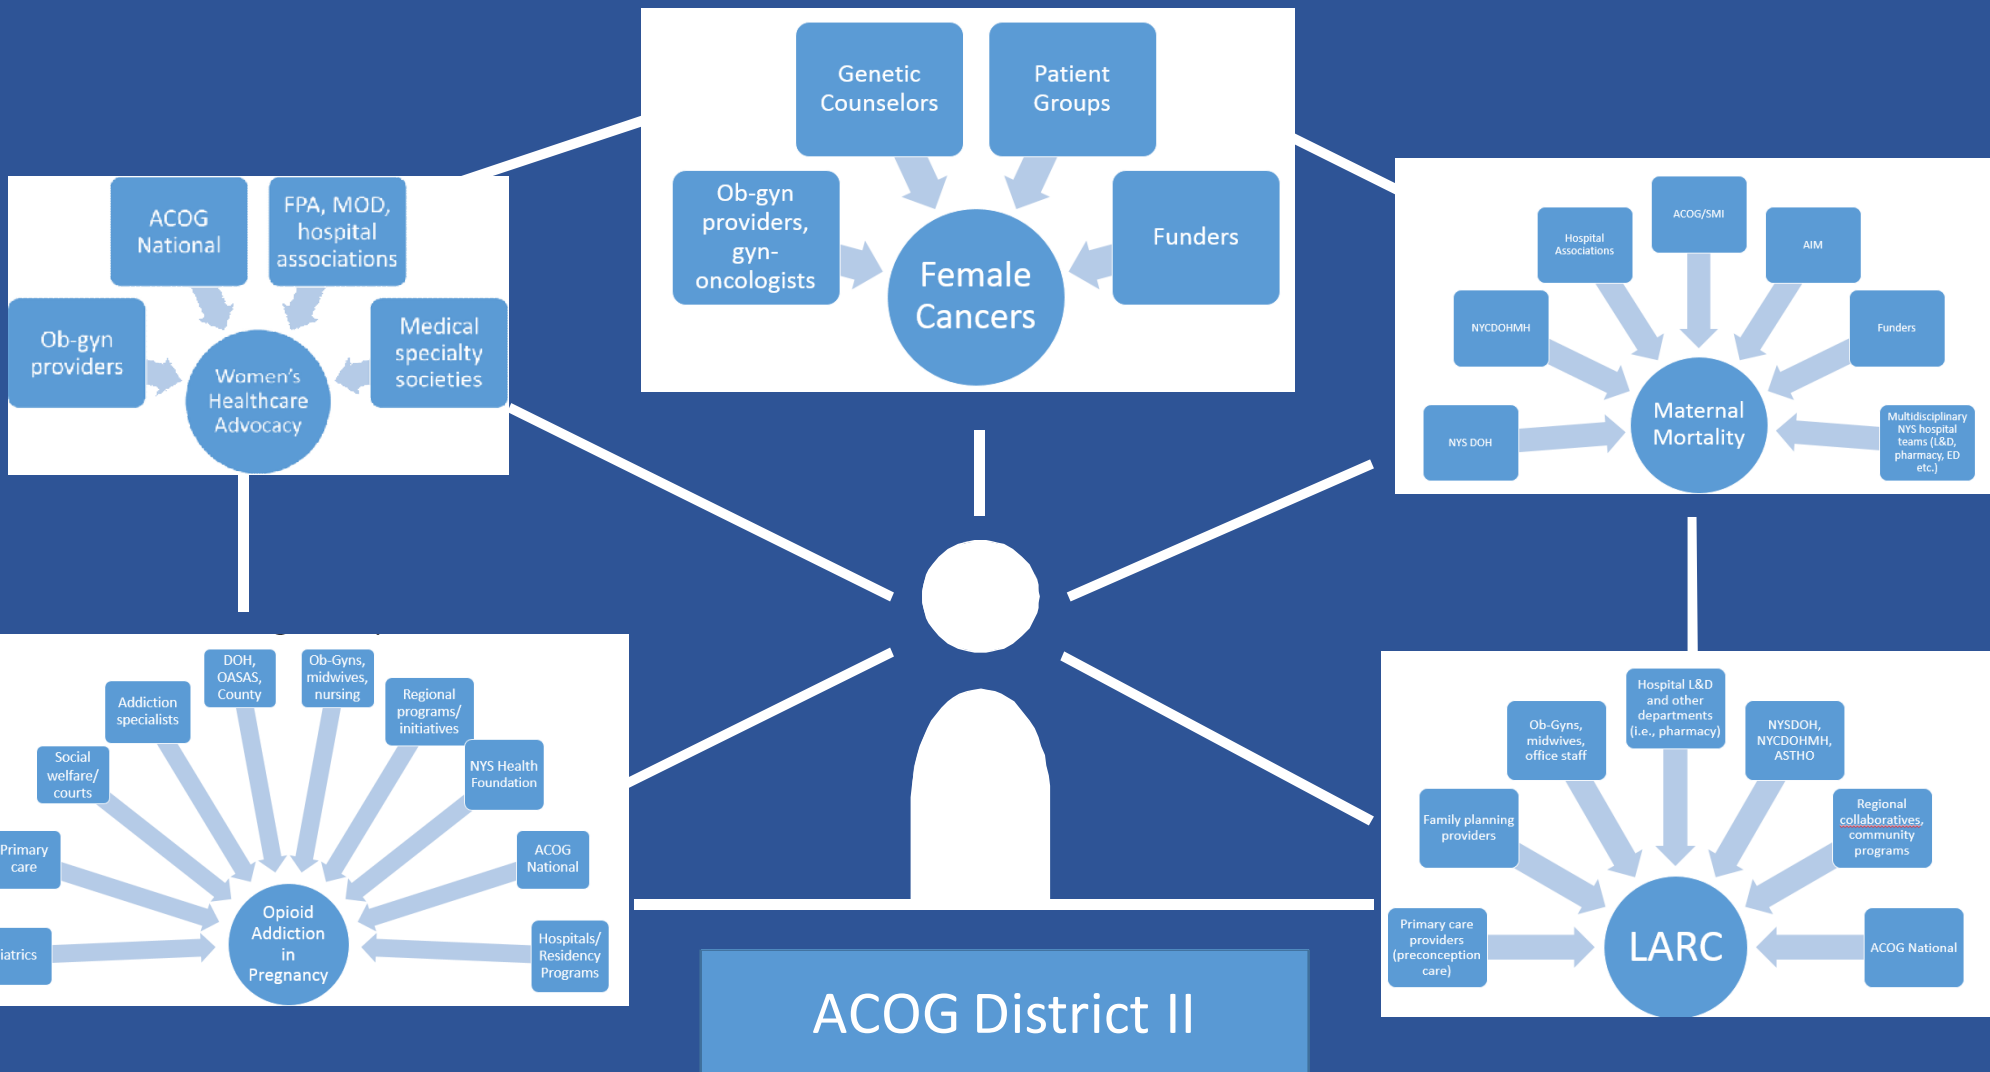 Genetic
Counselors
Patient
Groups
Ob-gyn
providers,
gyn-
oncologists
Funders
Female
Cancers
ACOG
National
FPA, MOD,
hospital
associations
Ob-gyn
providers
Medical
specialty
societies
Women's
Healthcare
Advocacy
ACOG/SMI
Hospital
Associations
AIM
NYCDOHMH
Funders
NYS DOH
Multidisciplinary
NYS hospital
teams (L&D,
pharmacy, ED
etc.)
Maternal
Mortality
DOH,
OASAS,
County
Ob-Gyns,
midwives,
nursing
Addiction
specialists
Regional
programs/
initiatives
Social
welfare/
courts
NYS Health
Foundation
Primary
care
ACOG
National
iatrics
Hospitals/
Residency
Programs
Opioid
Addiction
in
Pregnancy
Hospital L&D
and other
departments
(i.e., pharmacy)
Ob-Gyns,
midwives,
office staff
NYSDOH,
NYCDOHMH,
ASTHO
Family planning
providers
Regional
collaboratives,
community
programs
Primary care
providers
(preconception
care)
ACOG National
LARC
ACOG District II